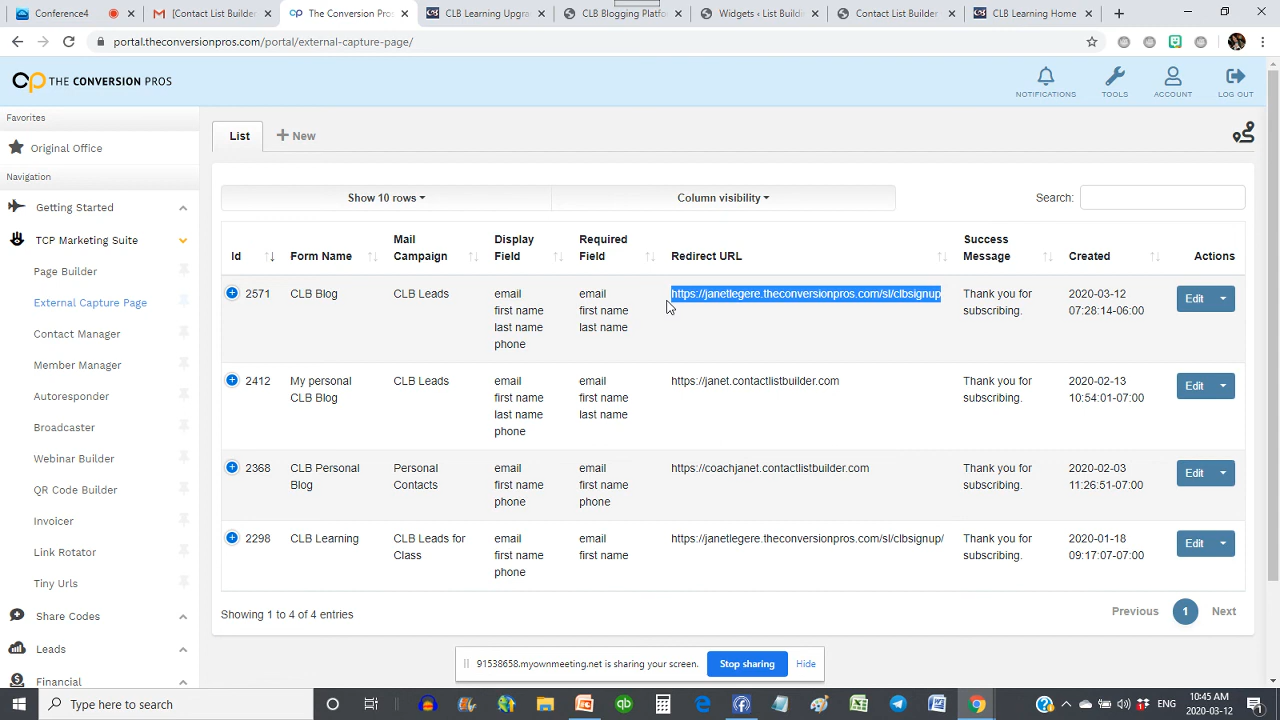 Conference4
[Contact List Builder
The Conversion Pros
CLB Learning Upgra
CLB Blogging Platfo
Widgets ‹ List Build
Contact List Builder
CLB Learning Home
portal.theconversionpros.com/portal/external-capture-page/
THE CONVERSION PROS
NOTIFICATIONS
TOOLS
ACCOUNT
LOG OUT
Favorites
Original Office
Navigation
Getting Started
TCP Marketing Suite
Page Builder
External Capture Page
Contact Manager
Member Manager
Autoresponder
Broadcaster
Webinar Builder
QR Code Builder
Invoicer
Link Rotator
Tiny Urls
Share Codes
Leads
Financial
List
New
Show 10 rows
Column visibility
Search:
Id
Form Name
Mail
Campaign
Display
Field
Required
Field
Redirect URL
Success
Message
Created
Actions
2571
CLB Blog
CLB Leads
email
first name
last name
phone
email
first name
last name
https://janetlegere.theconversionpros.com/sl/clbsignup
Thank you for
subscribing.
2020-03-12
07:28:14-06:00
Edit
2412
My personal
CLB Blog
CLB Leads
email
first name
last name
phone
email
first name
last name
https://janet.contactlistbuilder.com
Thank you for
subscribing.
2020-02-13
10:54:01-07:00
Edit
2368
CLB Personal
Blog
Personal
Contacts
email
first name
phone
email
first name
phone
https://coachjanet.contactlistbuilder.com
Thank you for
subscribing.
2020-02-03
11:26:51-07:00
Edit
2298
CLB Learning
CLB Leads for
Class
email
first name
phone
email
first name
https://janetlegere.theconversionpros.com/sl/clbsignup/
Thank you for
subscribing.
2020-01-18
09:17:07-07:00
Edit
Showing 1 to 4 of 4 entries
Previous
1
Next
91538658.myownmeeting.net is sharing your screen.
Stop sharing
Hide
Type here to search
ENG
10:45 AM
2020-03-12